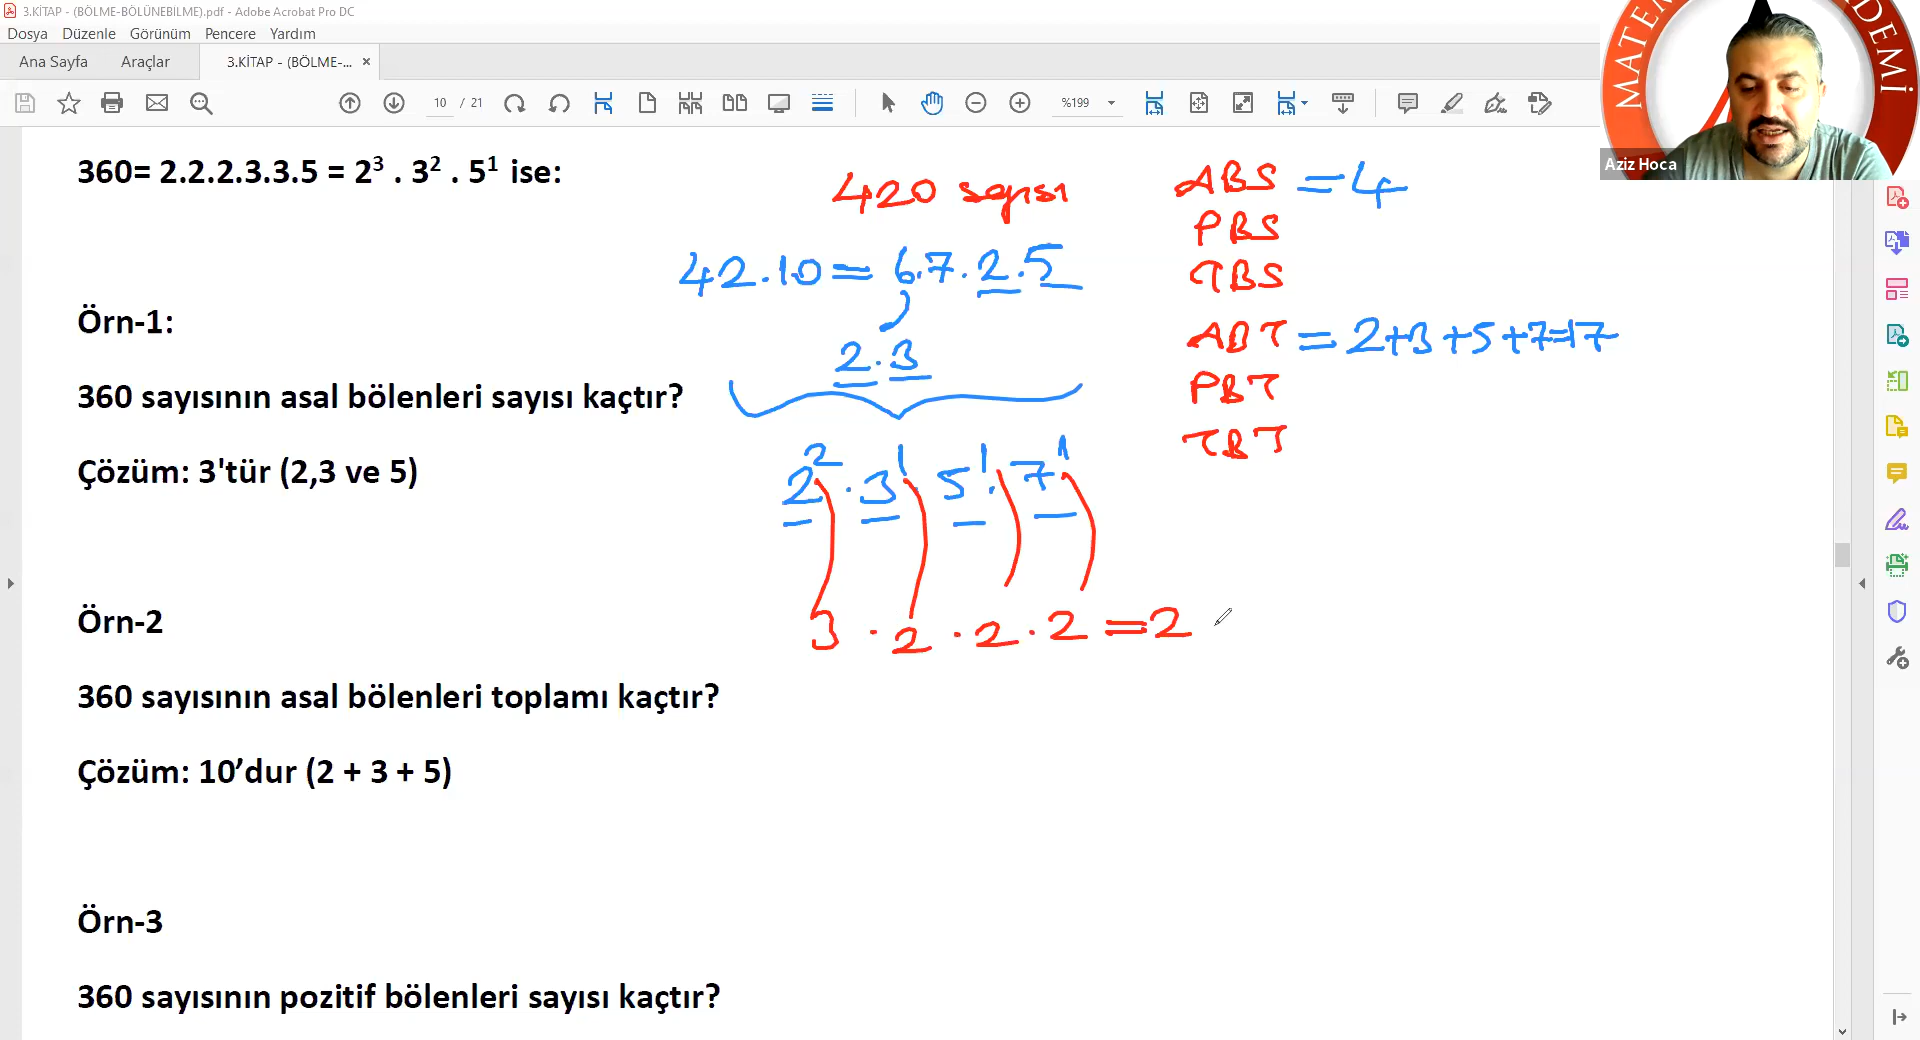 3.KİTAP - (BÖLME-BÖLÜNEBİLME).pdf - Adobe Acrobat Pro DC
Dosya Düzenle Görünüm Pencere Yardım
Ana Sayfa Araçlar 3.KİTAP - (BÖLME-... ×
10 / 21 %199
MATEM DEMİ
Aziz Hoca
360= 2.2.2.3.3.5 = 2³ . 3² . 5¹ ise:
420 sayısı
42.10 = 6.7.2.5
2.3
2² . 3¹ . 5¹ . 7¹
3 . 2 . 2 . 2 = 2
ABS = 4
PBS
TBS
ABT = 2+3+5+7=17
PBT
TBT
Örn-1:
360 sayısının asal bölenleri sayısı kaçtır?
Çözüm: 3'tür (2,3 ve 5)
Örn-2
360 sayısının asal bölenleri toplamı kaçtır?
Çözüm: 10’dur (2 + 3 + 5)
Örn-3
360 sayısının pozitif bölenleri sayısı kaçtır?